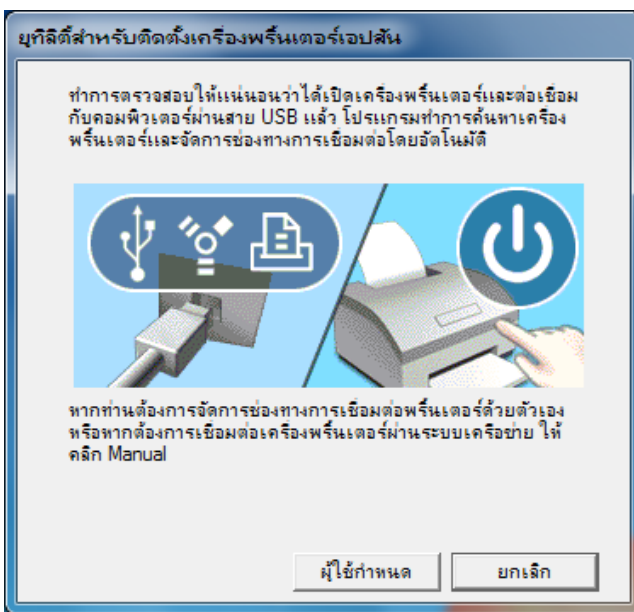 ยูทิลิตี้สำหรับติดตั้งเครื่องพริ้นเตอร์เอปสัน
ทำการตรวจสอบให้แน่นอนว่าได้เปิดเครื่องพริ้นเตอร์และต่อเชื่อม
กับคอมพิวเตอร์ผ่านสาย USB แล้ว โปรแกรมทำการค้นหาเครื่อง
พริ้นเตอร์และจัดการช่องทางการเชื่อมต่อโดยอัตโนมัติ
หากท่านต้องการจัดการช่องทางการเชื่อมต่อพริ้นเตอร์ด้วยตัวเอง
หรือหากต้องการเชื่อมต่อเครื่องพริ้นเตอร์ผ่านระบบเครือข่าย ให้
คลิก Manual
ผู้ใช้กำหนด
ยกเลิก